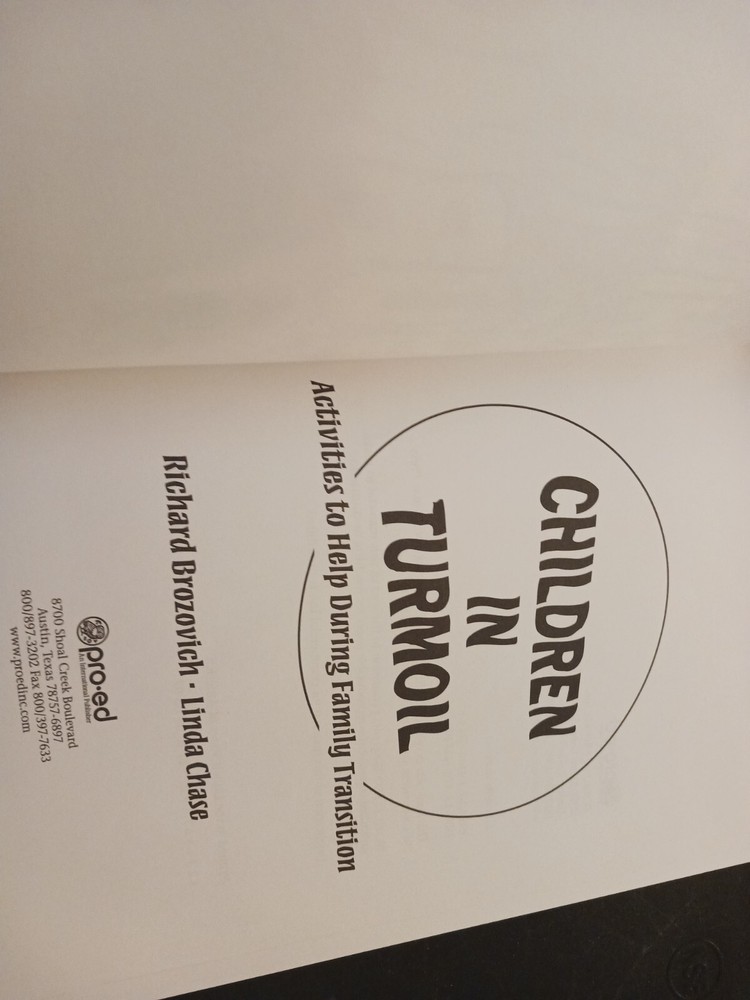 CHILDREN
IN
TURMOIL
Activities to Help During Family Transition
Richard Brozovich · Linda Chase
pro·ed
An International Publisher
8700 Shoal Creek Boulevard
Austin, Texas 78757-6897
800/897-3202 Fax 800/397-7633
www.proedinc.com